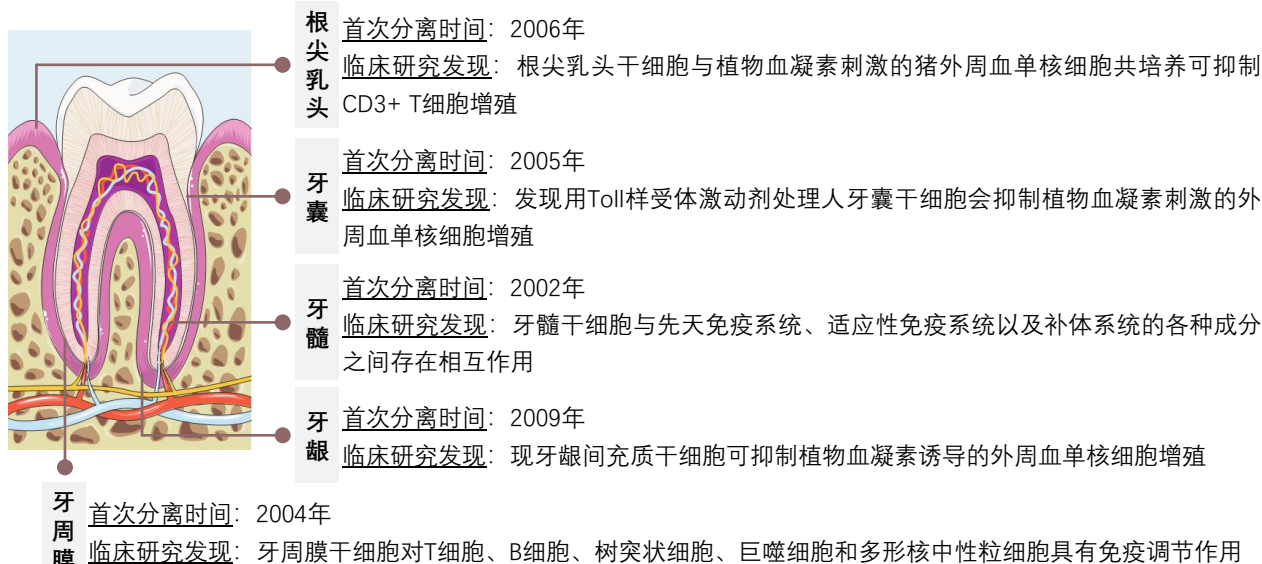 根尖乳头
首次分离时间：2006年
临床研究发现：根尖乳头干细胞与植物血凝素刺激的猪外周血单核细胞共培养可抑制
CD3+ T细胞增殖
牙囊
首次分离时间：2005年
临床研究发现：发现用Toll样受体激动剂处理人牙囊干细胞会抑制植物血凝素刺激的外
周血单核细胞增殖
牙髓
首次分离时间：2002年
临床研究发现：牙髓干细胞与先天免疫系统、适应性免疫系统以及补体系统的各种成分
之间存在相互作用
牙龈
首次分离时间：2009年
临床研究发现：现牙龈间充质干细胞可抑制植物血凝素诱导的外周血单核细胞增殖
牙周膜
首次分离时间：2004年
临床研究发现：牙周膜干细胞对T细胞、B细胞、树突状细胞、巨噬细胞和多形核中性粒细胞具有免疫调节作用